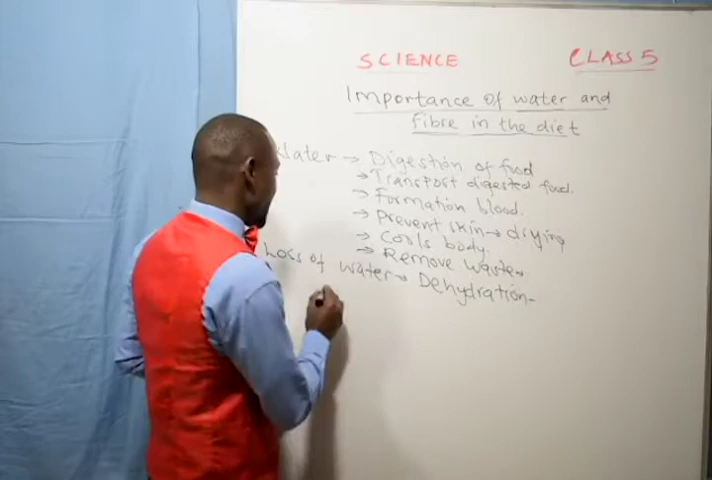 SCIENCE CLASS 5
Importance of water and
fibre in the diet
Water → Digestion of food
→ Transport digested food.
→ Formation blood.
→ Prevent skin → drying
→ Cools body.
→ Remove waste
Loss of water → Dehydration